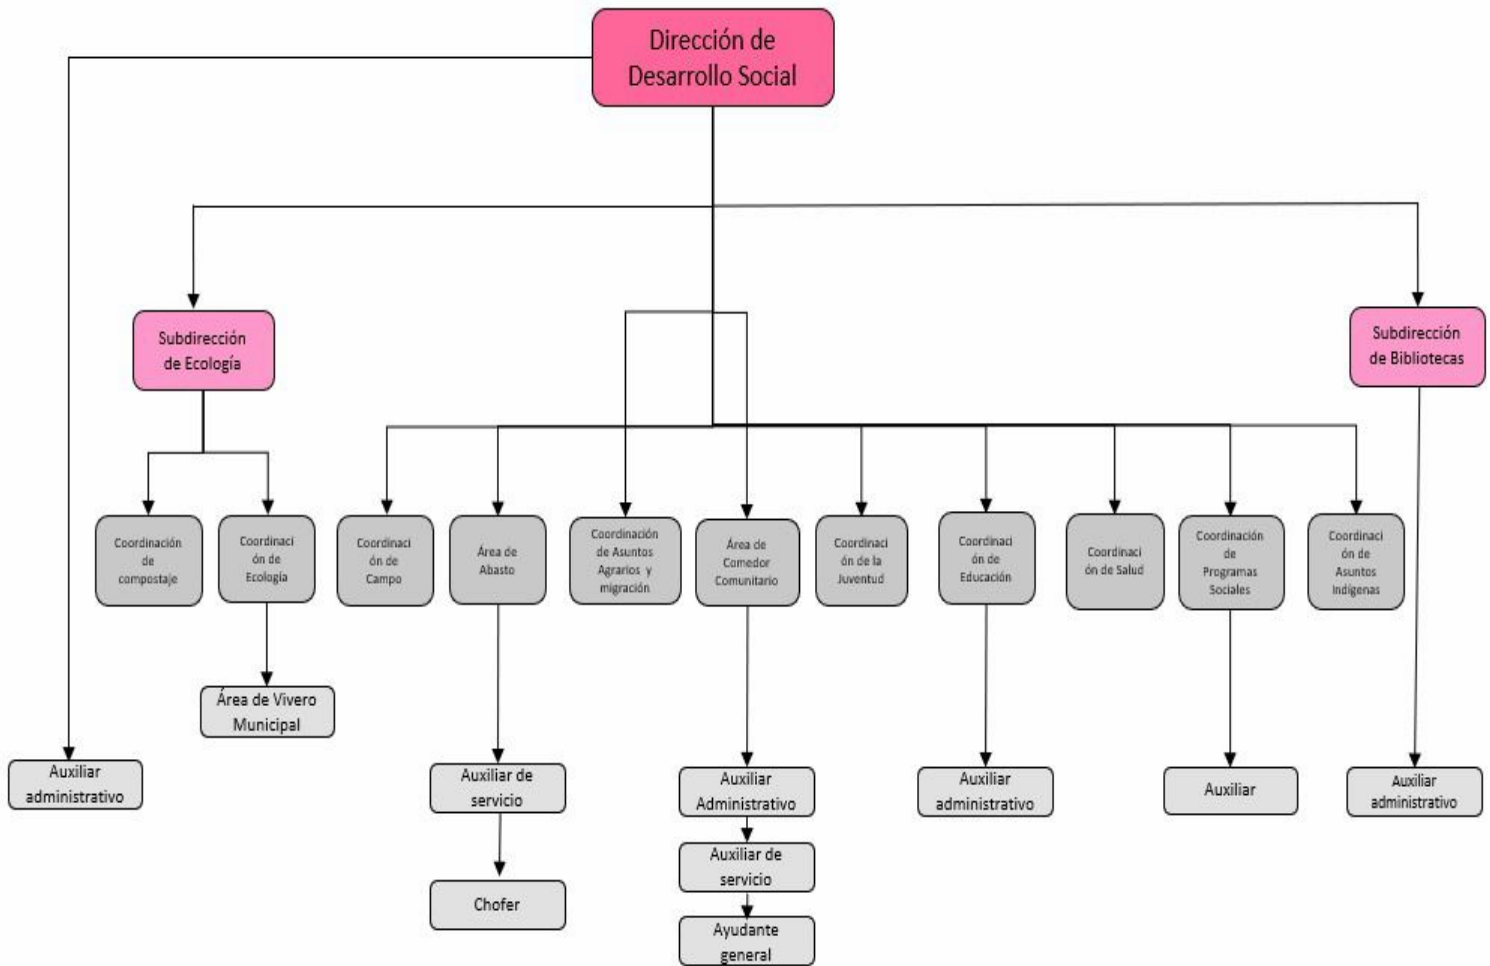 Dirección de
Desarrollo Social
Subdirección
de Ecología
Subdirección
de Bibliotecas
Coordinación
de
compostaje
Coordinaci
ón de
Ecología
Coordinaci
ón de
Campo
Área de
Abasto
Coordinación
de Asuntos
Agrarios y
migración
Área de
Comedor
Comunitario
Coordinaci
ón de la
Juventud
Coordinaci
ón de
Educación
Coordinaci
ón de Salud
Coordinación
de
Programas
Sociales
Coordinaci
ón de
Asuntos
Indígenas
Área de Vivero
Municipal
Auxiliar
administrativo
Auxiliar de
servicio
Auxiliar
Administrativo
Auxiliar
administrativo
Auxiliar
Auxiliar
administrativo
Auxiliar de
servicio
Chofer
Ayudante
general